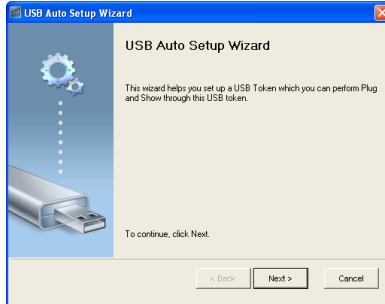 USB Auto Setup Wizard
USB Auto Setup Wizard
This wizard helps you set up a USB Token which you can perform Plug
and Show through this USB token.
To continue, click Next.
< Back
Next >
Cancel